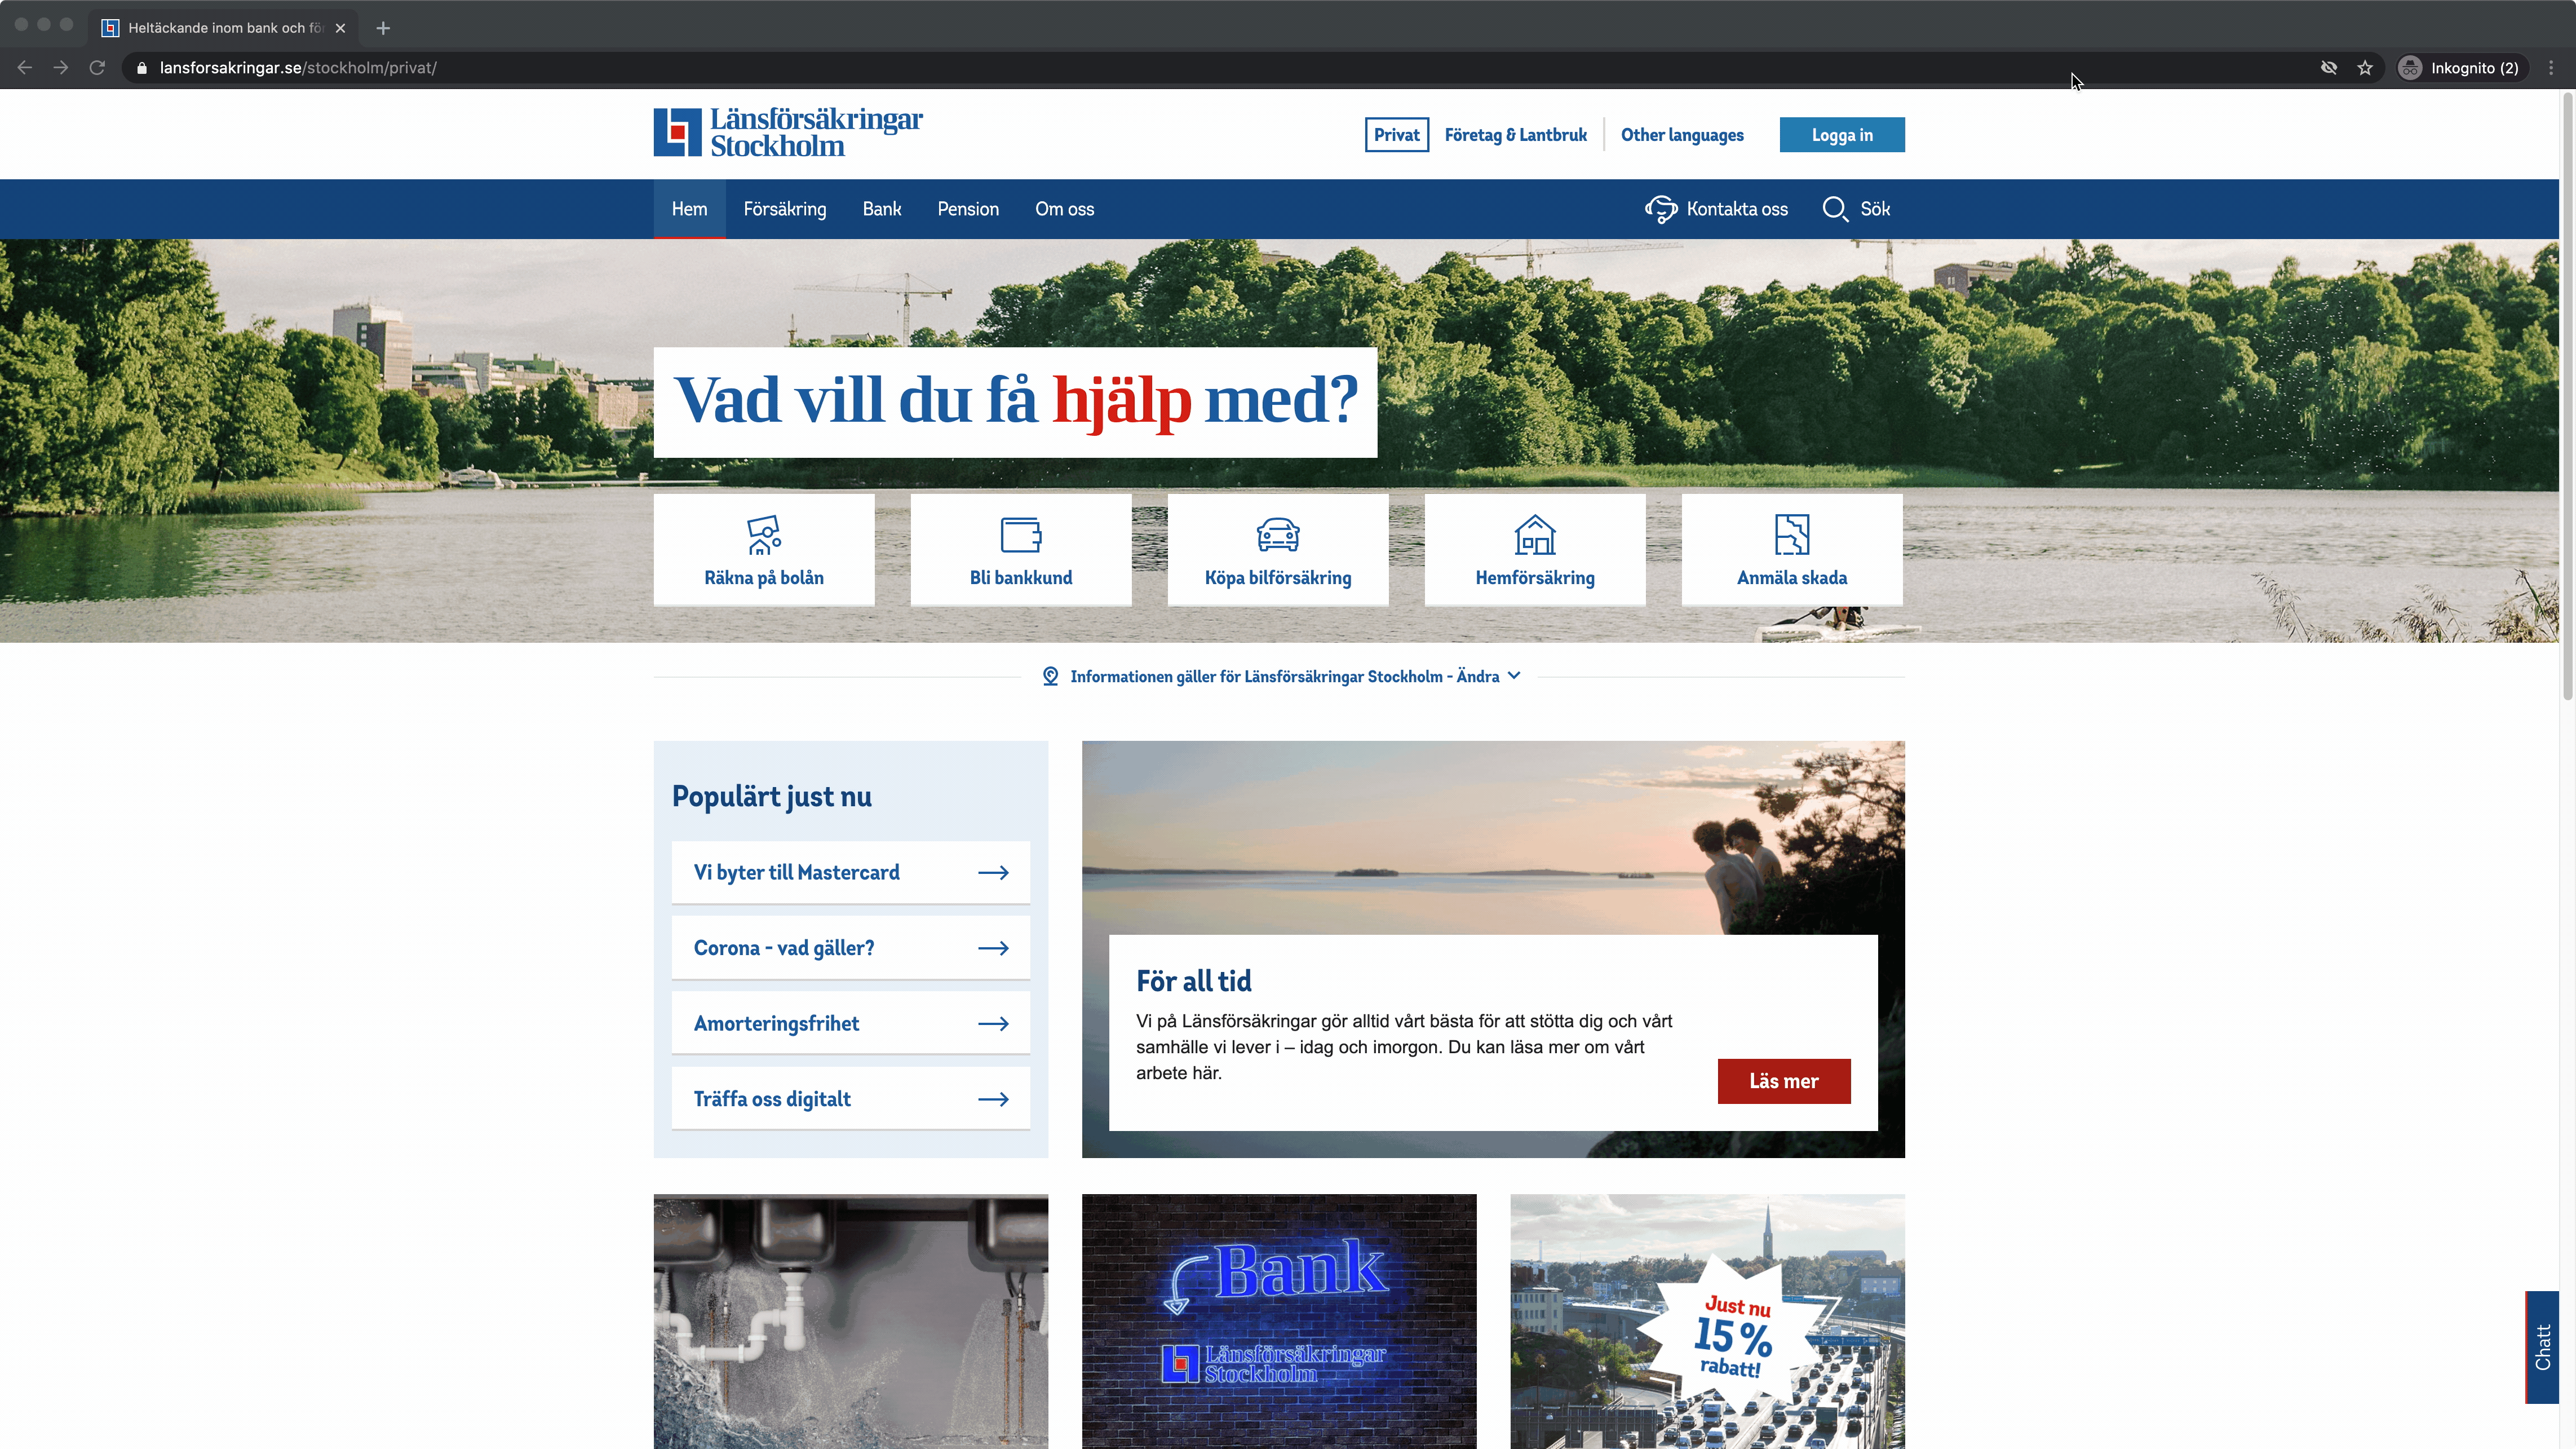 Heltäckande inom bank och för
lansforsakringar.se/stockholm/privat/
Inkognito (2)
Länsförsäkringar
Stockholm
Privat
Företag & Lantbruk
Other languages
Logga in
Hem
Försäkring
Bank
Pension
Om oss
Kontakta oss
Sök
Vad vill du få hjälp med?
Räkna på bolån
Bli bankkund
Köpa bilförsäkring
Hemförsäkring
Anmäla skada
Informationen gäller för Länsförsäkringar Stockholm - Ändra
Populärt just nu
Vi byter till Mastercard
Corona - vad gäller?
Amorteringsfrihet
Träffa oss digitalt
För all tid
Vi på Länsförsäkringar gör alltid vårt bästa för att stötta dig och vårt
samhälle vi lever i – idag och imorgon. Du kan läsa mer om vårt
arbete här.
Läs mer
Bank
Länsförsäkringar
Stockholm
Just nu
15%
rabatt!
Chatt